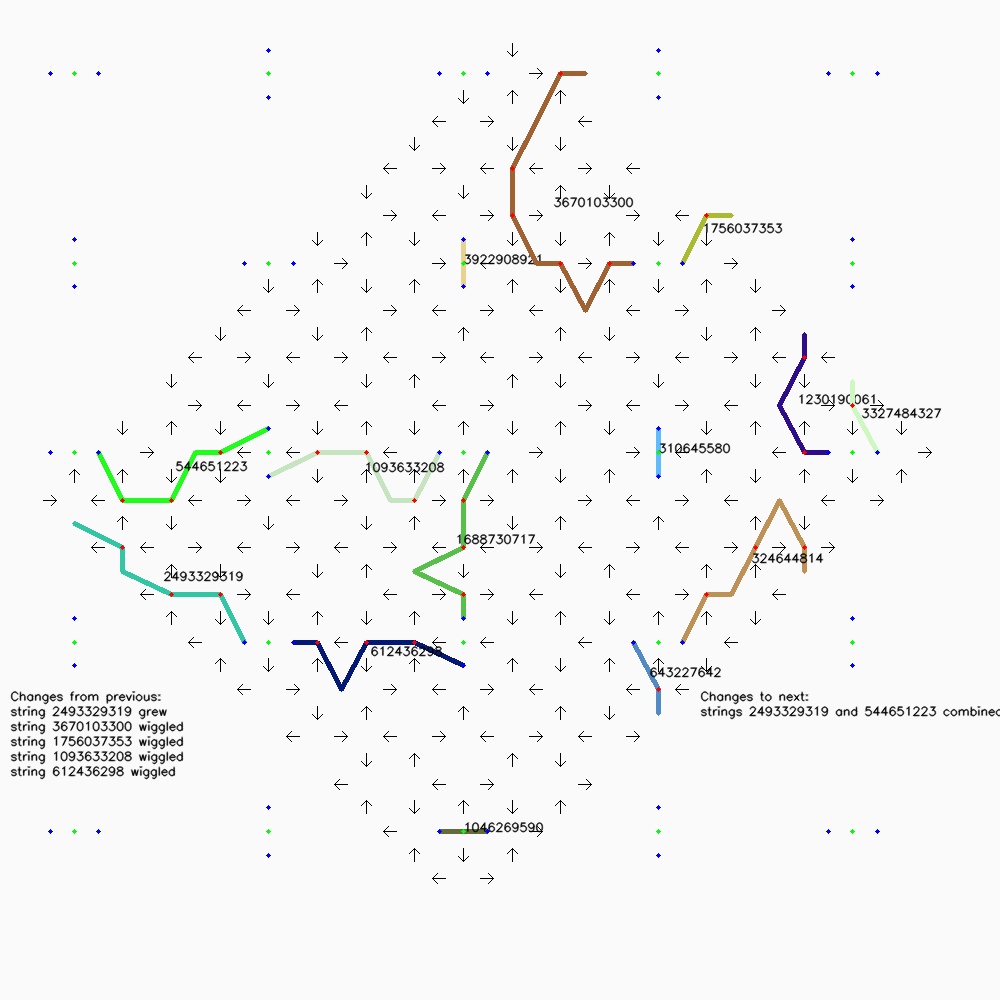 3670103300
1756037353
3922908921
1230190061
3327484327
544651223
1093633208
310645580
1688730717
324644814
2493329319
612436298
643227642
Changes from previous:
string 2493329319 grew
string 3670103300 wiggled
string 1756037353 wiggled
string 1093633208 wiggled
string 612436298 wiggled
Changes to next:
strings 2493329319 and 544651223 combined
1046269590